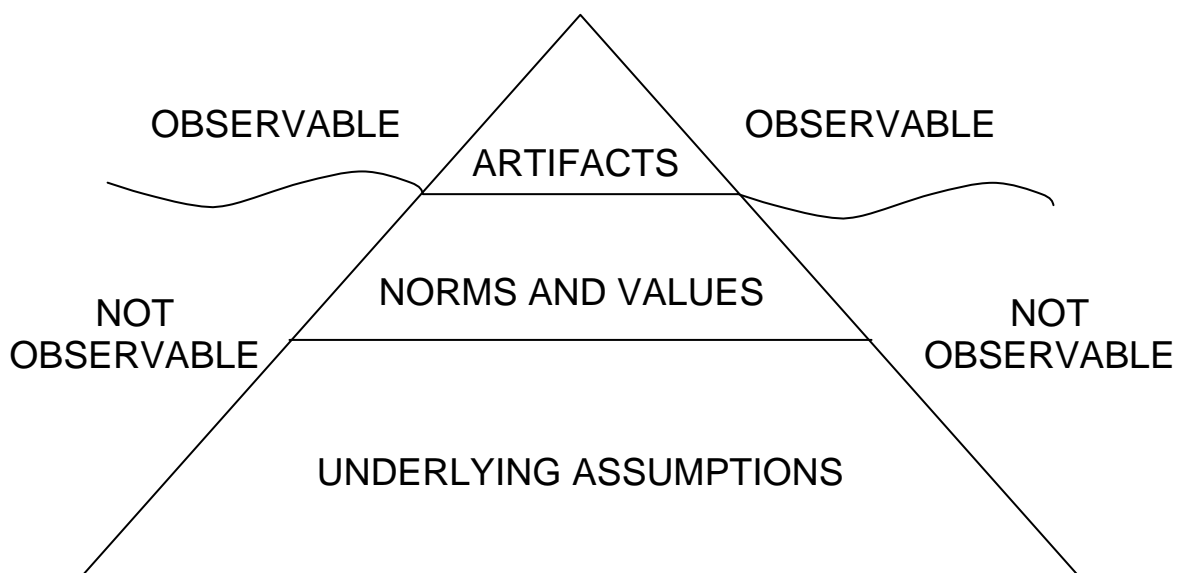 OBSERVABLE
OBSERVABLE
ARTIFACTS
NORMS AND VALUES
NOT
OBSERVABLE
NOT
OBSERVABLE
UNDERLYING ASSUMPTIONS